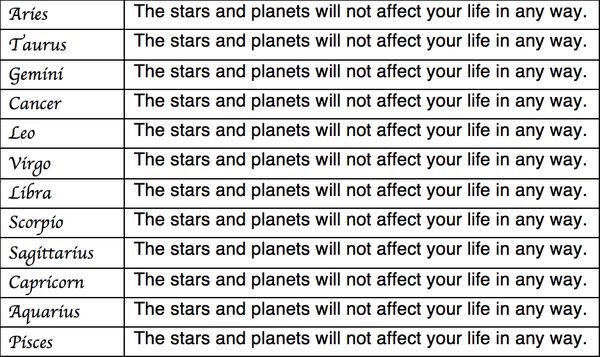 Aries The stars and planets will not affect your life in any way.
Taurus The stars and planets will not affect your life in any way.
Gemini The stars and planets will not affect your life in any way.
Cancer The stars and planets will not affect your life in any way.
Leo The stars and planets will not affect your life in any way.
Virgo The stars and planets will not affect your life in any way.
Libra The stars and planets will not affect your life in any way.
Scorpio The stars and planets will not affect your life in any way.
Sagittarius The stars and planets will not affect your life in any way.
Capricorn The stars and planets will not affect your life in any way.
Aquarius The stars and planets will not affect your life in any way.
Pisces The stars and planets will not affect your life in any way.